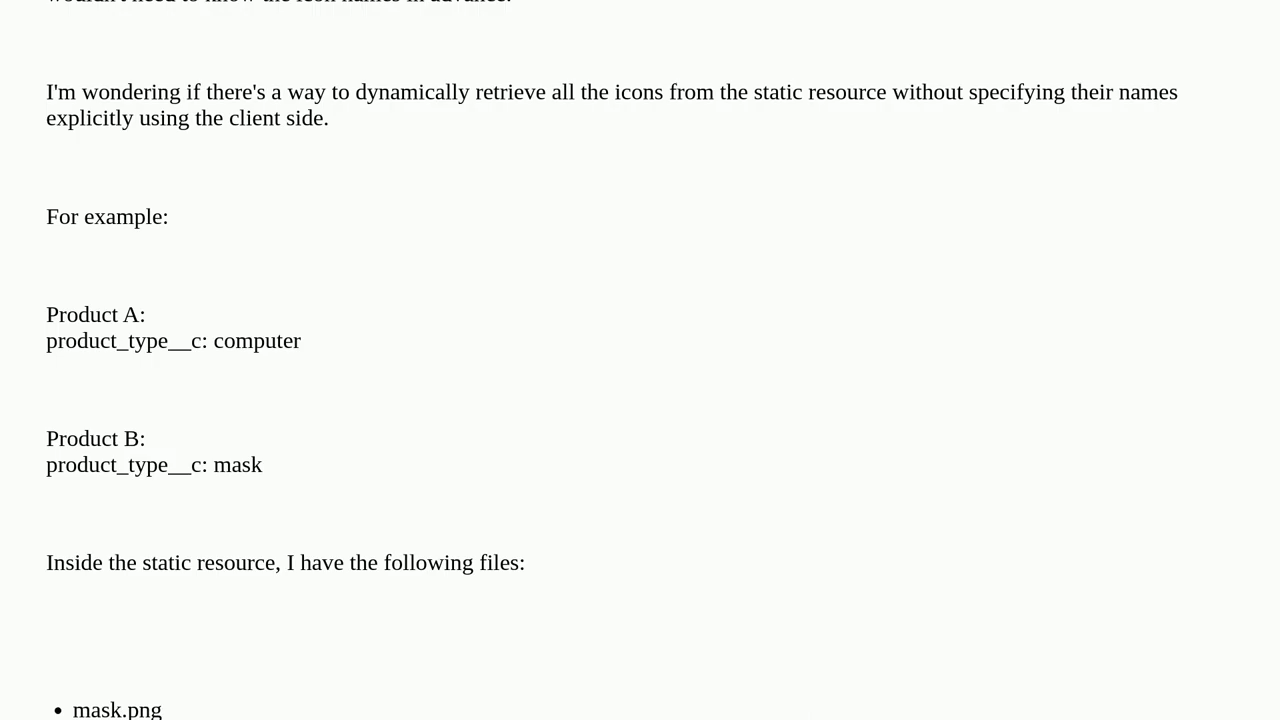 I'm wondering if there's a way to dynamically retrieve all the icons from the static resource without specifying their names
explicitly using the client side.
For example:
Product A:
product_type__c: computer
Product B:
product_type__c: mask
Inside the static resource, I have the following files:
• mask.png